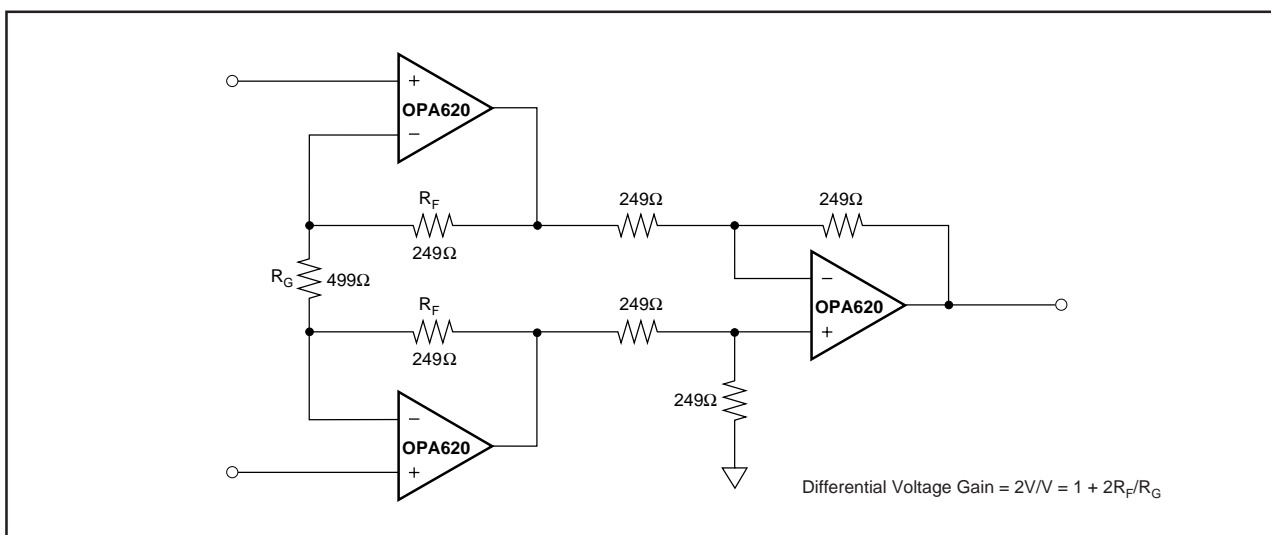 +
OPA620
−
R_F
249Ω
249Ω
249Ω
R_G 499Ω
−
OPA620
+
R_F
249Ω
249Ω
249Ω
−
OPA620
+
Differential Voltage Gain = 2V/V = 1 + 2R_F/R_G